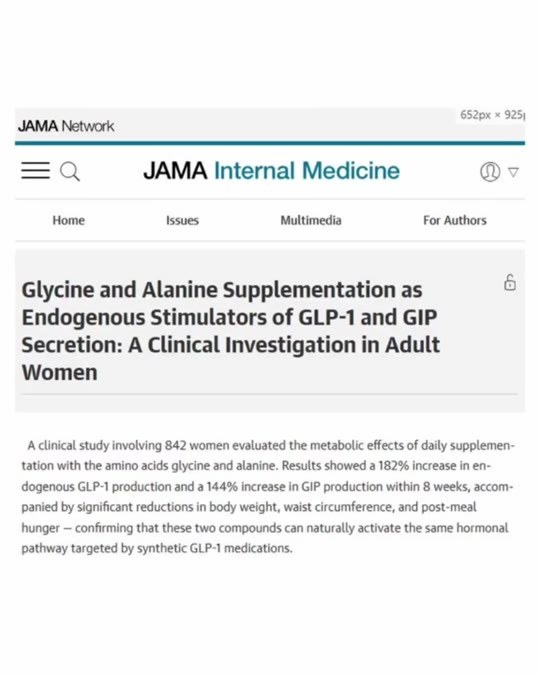 652px × 925
JAMA Network
JAMA Internal Medicine
Home Issues Multimedia For Authors
Glycine and Alanine Supplementation as
Endogenous Stimulators of GLP-1 and GIP
Secretion: A Clinical Investigation in Adult
Women
A clinical study involving 842 women evaluated the metabolic effects of daily supplemen-
tation with the amino acids glycine and alanine. Results showed a 182% increase in en-
dogenous GLP-1 production and a 144% increase in GIP production within 8 weeks, accom-
panied by significant reductions in body weight, waist circumference, and post-meal
hunger — confirming that these two compounds can naturally activate the same hormonal
pathway targeted by synthetic GLP-1 medications.